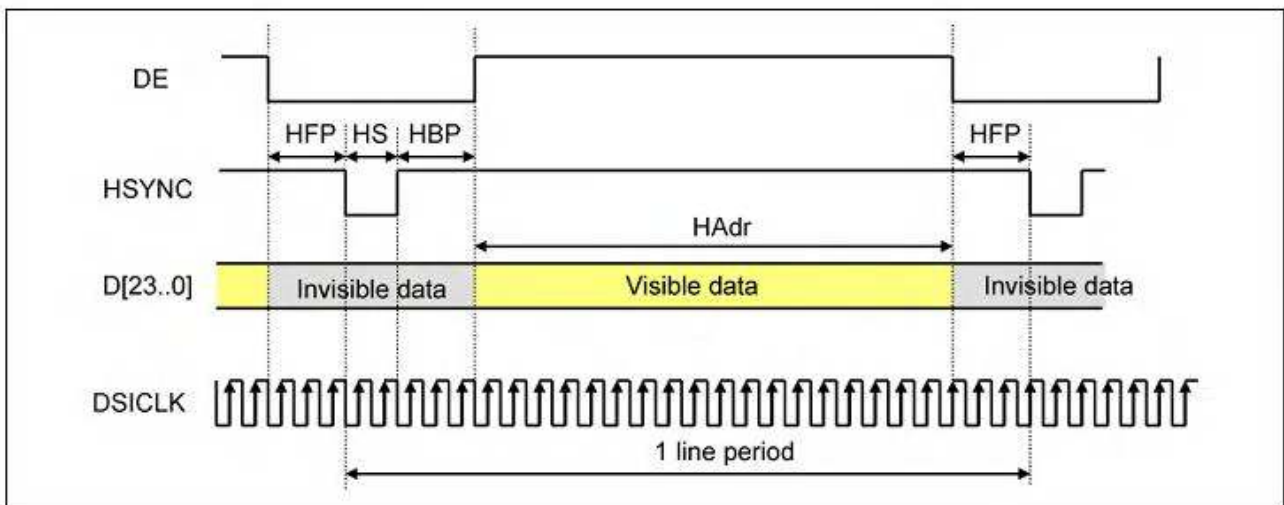 DE
HFP HS HBP HFP
HSYNC
HAdr
D[23..0] Invisible data Visible data Invisible data
DSICLK
1 line period